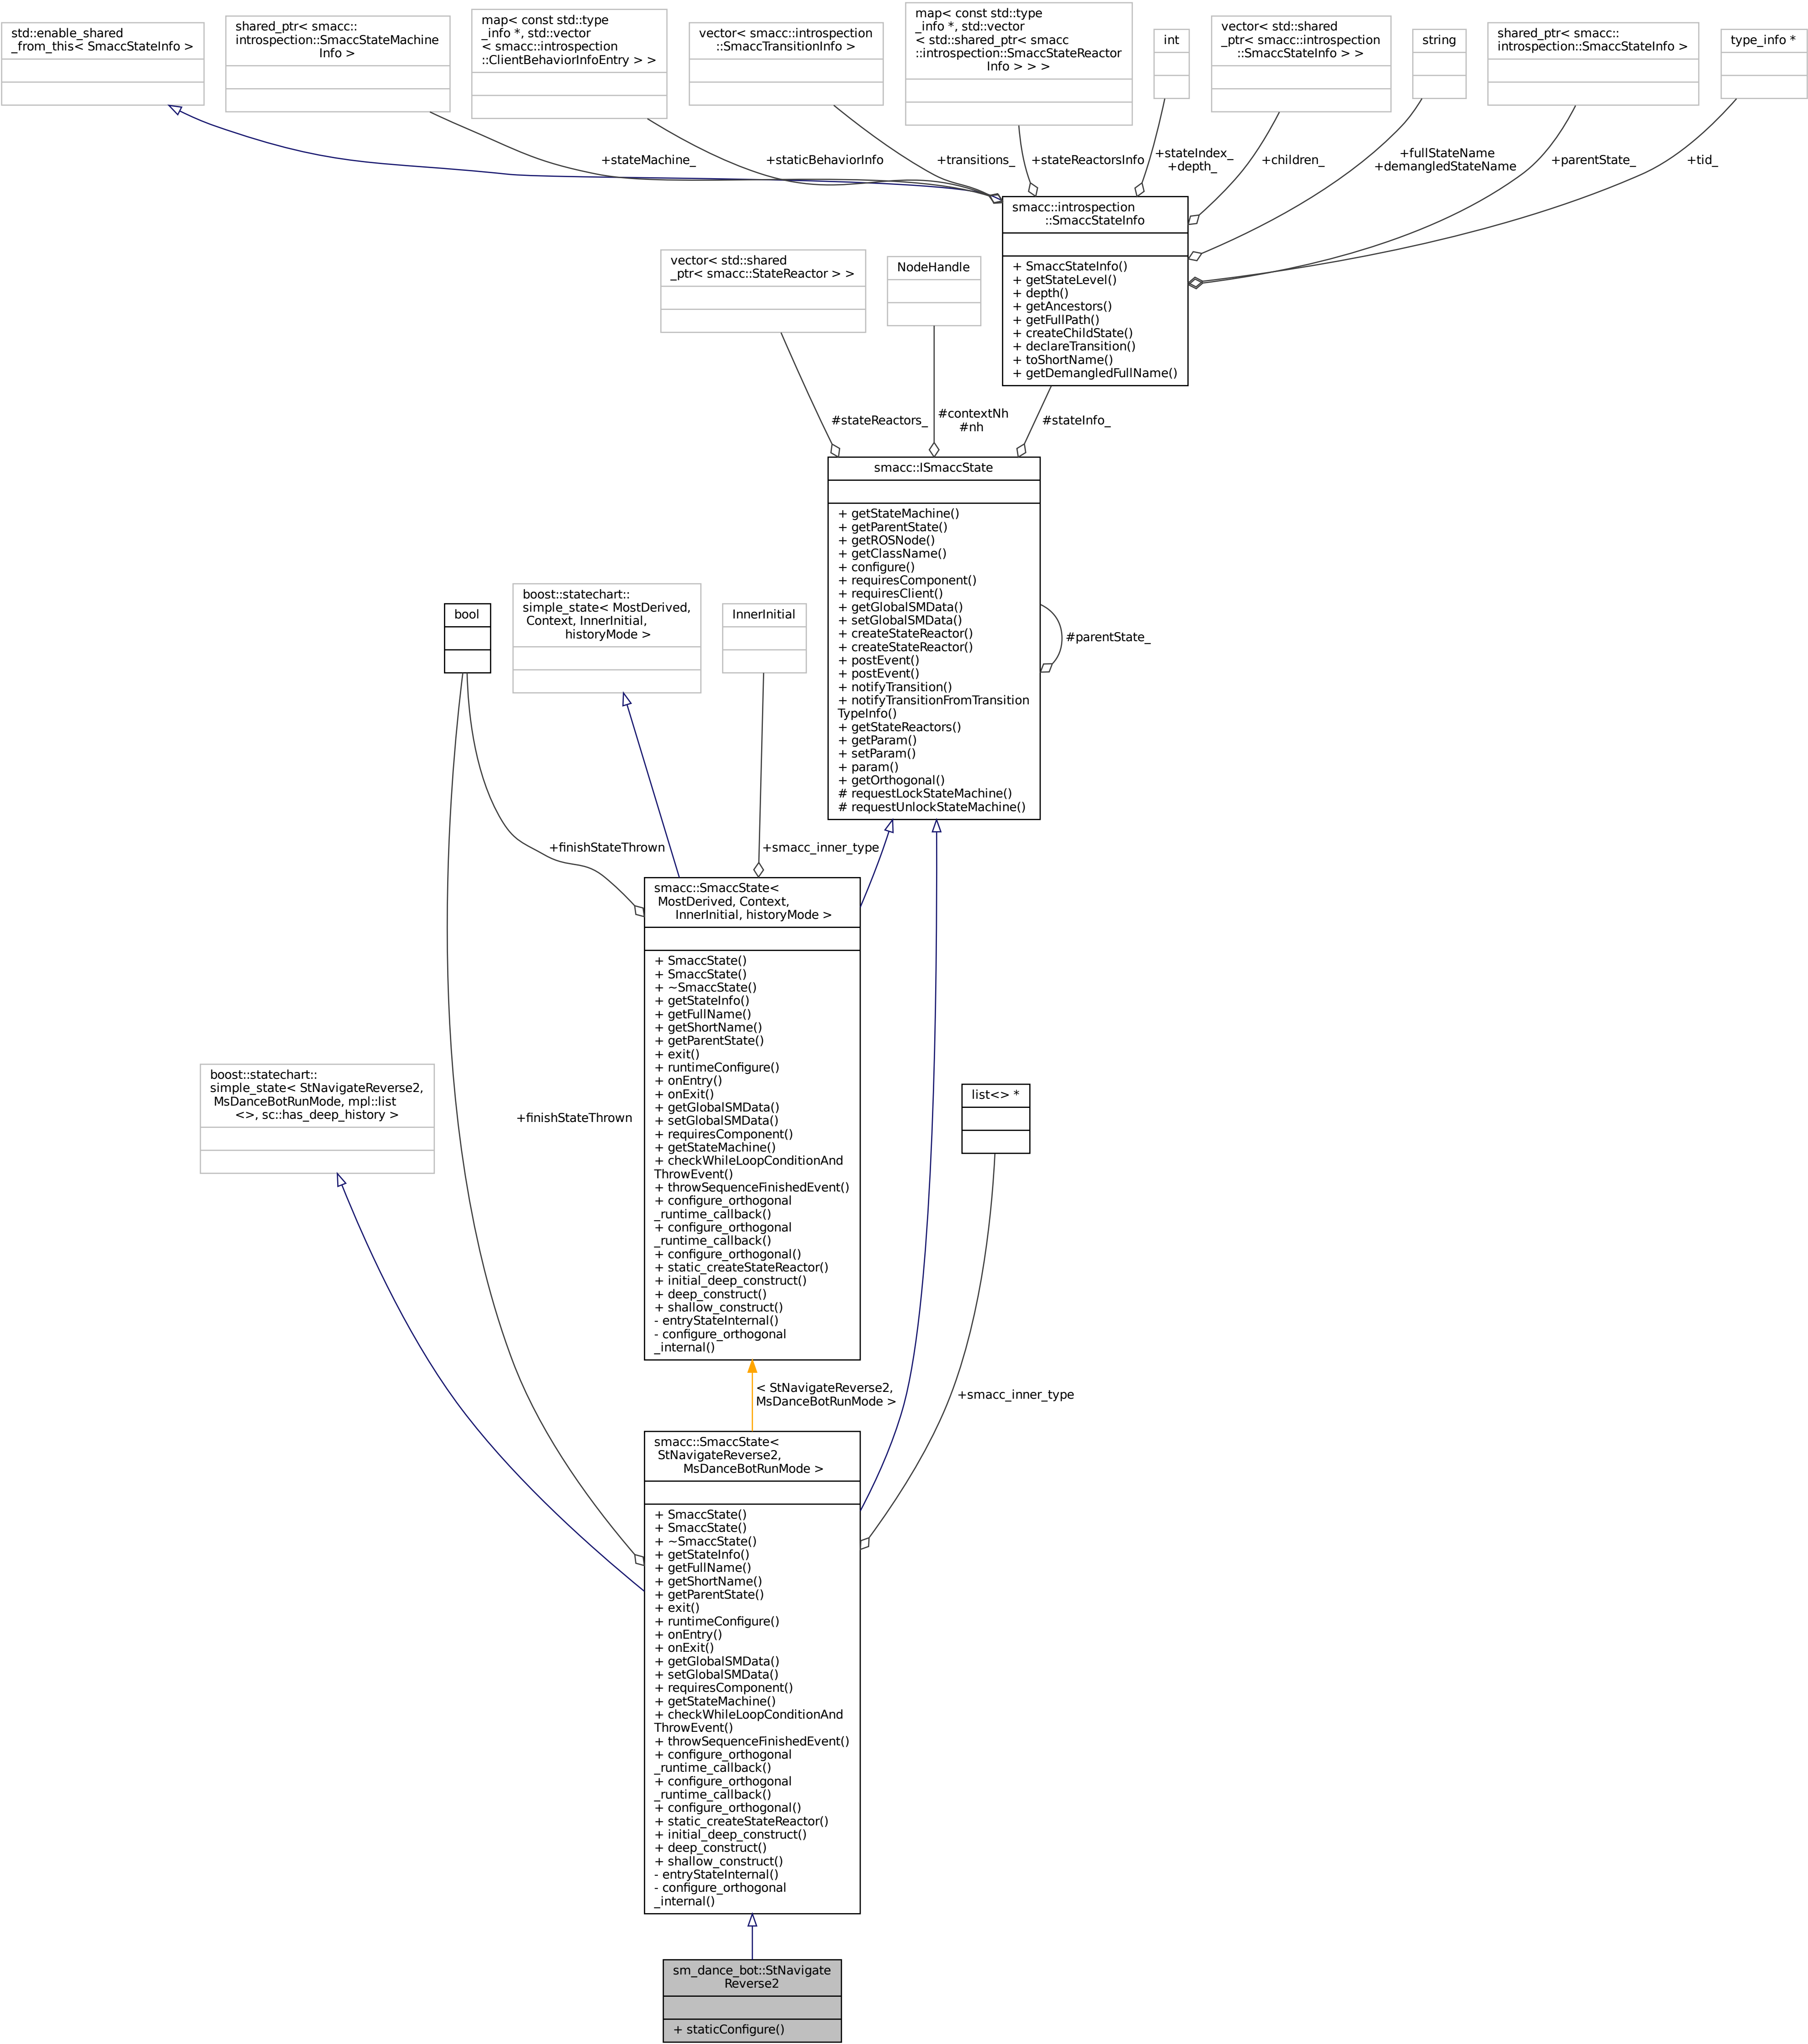 std::enable_shared
_from_this< SmaccStateInfo >
shared_ptr< smacc::
introspection::SmaccStateMachine
Info >
map< const std::type
_info *, std::vector
< smacc::introspection
::ClientBehaviorInfoEntry > >
vector< smacc::introspection
::SmaccTransitionInfo >
map< const std::type
_info *, std::vector
< std::shared_ptr< smacc
::introspection::SmaccStateReactor
Info > > >
int
vector< std::shared
_ptr< smacc::introspection
::SmaccStateInfo > >
string
shared_ptr< smacc::
introspection::SmaccStateInfo >
type_info *
+stateMachine_
+staticBehaviorInfo
+transitions_
+stateReactorsInfo
+stateIndex_
+depth_
+children_
+fullStateName
+demangledStateName
+parentState_
+tid_
smacc::introspection
::SmaccStateInfo
+ SmaccStateInfo()
+ getStateLevel()
+ depth()
+ getAncestors()
+ getFullPath()
+ createChildState()
+ declareTransition()
+ toShortName()
+ getDemangledFullName()
vector< std::shared
_ptr< smacc::StateReactor > >
NodeHandle
#stateReactors_
#contextNh
#nh
#stateInfo_
smacc::ISmaccState
+ getStateMachine()
+ getParentState()
+ getROSNode()
+ getClassName()
+ configure()
+ requiresComponent()
+ requiresClient()
+ getGlobalSMData()
+ setGlobalSMData()
+ createStateReactor()
+ createStateReactor()
+ postEvent()
+ postEvent()
+ notifyTransition()
+ notifyTransitionFromTransition
TypeInfo()
+ getStateReactors()
+ getParam()
+ setParam()
+ param()
+ getOrthogonal()
# requestLockStateMachine()
# requestUnlockStateMachine()
#parentState_
bool
boost::statechart::
simple_state< MostDerived,
Context, InnerInitial,
historyMode >
InnerInitial
+finishStateThrown
+smacc_inner_type
smacc::SmaccState<
MostDerived, Context,
InnerInitial, historyMode >
+ SmaccState()
+ SmaccState()
+ ~SmaccState()
+ getStateInfo()
+ getFullName()
+ getShortName()
+ getParentState()
+ exit()
+ runtimeConfigure()
+ onEntry()
+ onExit()
+ getGlobalSMData()
+ setGlobalSMData()
+ requiresComponent()
+ getStateMachine()
+ checkWhileLoopConditionAnd
ThrowEvent()
+ throwSequenceFinishedEvent()
+ configure_orthogonal
_runtime_callback()
+ configure_orthogonal
_runtime_callback()
+ configure_orthogonal()
+ static_createStateReactor()
+ initial_deep_construct()
+ deep_construct()
+ shallow_construct()
- entryStateInternal()
- configure_orthogonal
_internal()
boost::statechart::
simple_state< StNavigateReverse2,
MsDanceBotRunMode, mpl::list
<>, sc::has_deep_history >
+finishStateThrown
list<> *
< StNavigateReverse2,
MsDanceBotRunMode >
+smacc_inner_type
smacc::SmaccState<
StNavigateReverse2,
MsDanceBotRunMode >
+ SmaccState()
+ SmaccState()
+ ~SmaccState()
+ getStateInfo()
+ getFullName()
+ getShortName()
+ getParentState()
+ exit()
+ runtimeConfigure()
+ onEntry()
+ onExit()
+ getGlobalSMData()
+ setGlobalSMData()
+ requiresComponent()
+ getStateMachine()
+ checkWhileLoopConditionAnd
ThrowEvent()
+ throwSequenceFinishedEvent()
+ configure_orthogonal
_runtime_callback()
+ configure_orthogonal
_runtime_callback()
+ configure_orthogonal()
+ static_createStateReactor()
+ initial_deep_construct()
+ deep_construct()
+ shallow_construct()
- entryStateInternal()
- configure_orthogonal
_internal()
sm_dance_bot::StNavigate
Reverse2
+ staticConfigure()